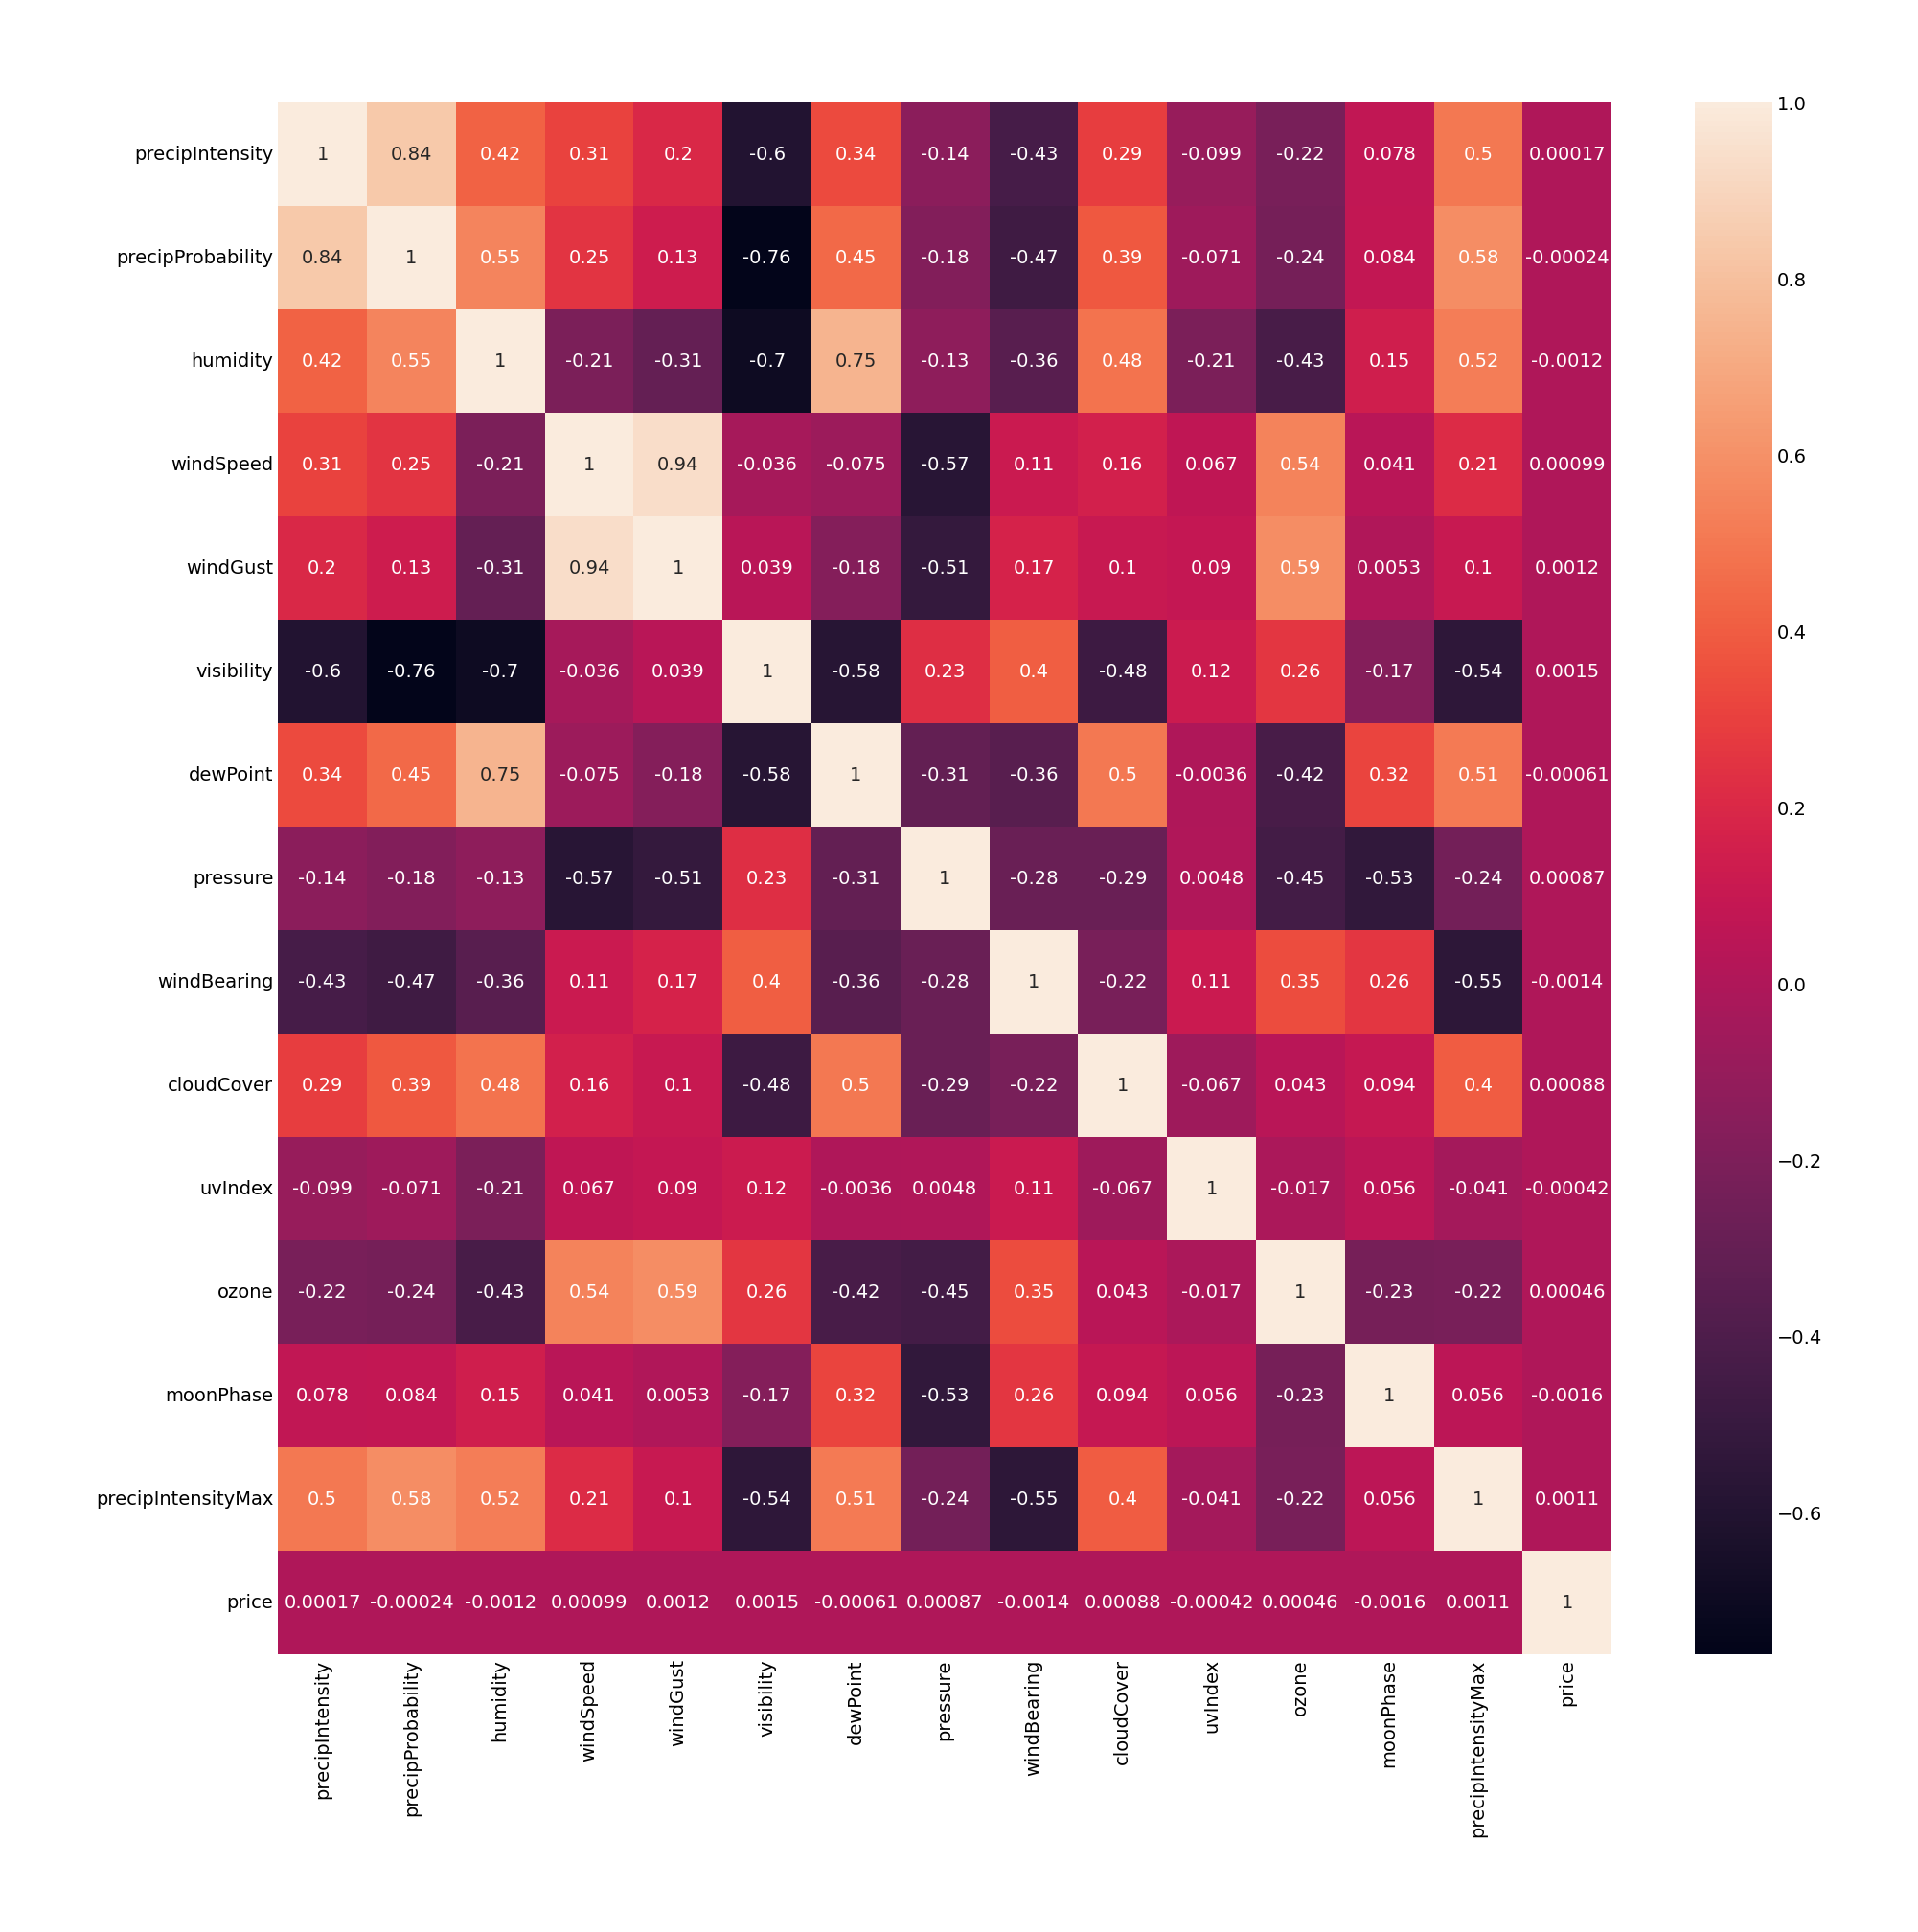 precipIntensity 1 0.84 0.42 0.31 0.2 -0.6 0.34 -0.14 -0.43 0.29 -0.099 -0.22 0.078 0.5 0.00017
precipProbability 0.84 1 0.55 0.25 0.13 -0.76 0.45 -0.18 -0.47 0.39 -0.071 -0.24 0.084 0.58 -0.00024
humidity 0.42 0.55 1 -0.21 -0.31 -0.7 0.75 -0.13 -0.36 0.48 -0.21 -0.43 0.15 0.52 -0.0012
windSpeed 0.31 0.25 -0.21 1 0.94 -0.036 -0.075 -0.57 0.11 0.16 0.067 0.54 0.041 0.21 0.00099
windGust 0.2 0.13 -0.31 0.94 1 0.039 -0.18 -0.51 0.17 0.1 0.09 0.59 0.0053 0.1 0.0012
visibility -0.6 -0.76 -0.7 -0.036 0.039 1 -0.58 0.23 0.4 -0.48 0.12 0.26 -0.17 -0.54 0.0015
dewPoint 0.34 0.45 0.75 -0.075 -0.18 -0.58 1 -0.31 -0.36 0.5 -0.0036 -0.42 0.32 0.51 -0.00061
pressure -0.14 -0.18 -0.13 -0.57 -0.51 0.23 -0.31 1 -0.28 -0.29 0.0048 -0.45 -0.53 -0.24 0.00087
windBearing -0.43 -0.47 -0.36 0.11 0.17 0.4 -0.36 -0.28 1 -0.22 0.11 0.35 0.26 -0.55 -0.0014
cloudCover 0.29 0.39 0.48 0.16 0.1 -0.48 0.5 -0.29 -0.22 1 -0.067 0.043 0.094 0.4 0.00088
uvIndex -0.099 -0.071 -0.21 0.067 0.09 0.12 -0.0036 0.0048 0.11 -0.067 1 -0.017 0.056 -0.041 -0.00042
ozone -0.22 -0.24 -0.43 0.54 0.59 0.26 -0.42 -0.45 0.35 0.043 -0.017 1 -0.23 -0.22 0.00046
moonPhase 0.078 0.084 0.15 0.041 0.0053 -0.17 0.32 -0.53 0.26 0.094 0.056 -0.23 1 0.056 -0.0016
precipIntensityMax 0.5 0.58 0.52 0.21 0.1 -0.54 0.51 -0.24 -0.55 0.4 -0.041 -0.22 0.056 1 0.0011
price 0.00017 -0.00024 -0.0012 0.00099 0.0012 0.0015 -0.00061 0.00087 -0.0014 0.00088 -0.00042 0.00046 -0.0016 0.0011 1
precipIntensity
precipProbability
humidity
windSpeed
windGust
visibility
dewPoint
pressure
windBearing
cloudCover
uvIndex
ozone
moonPhase
precipIntensityMax
price
1.0
0.8
0.6
0.4
0.2
0.0
−0.2
−0.4
−0.6